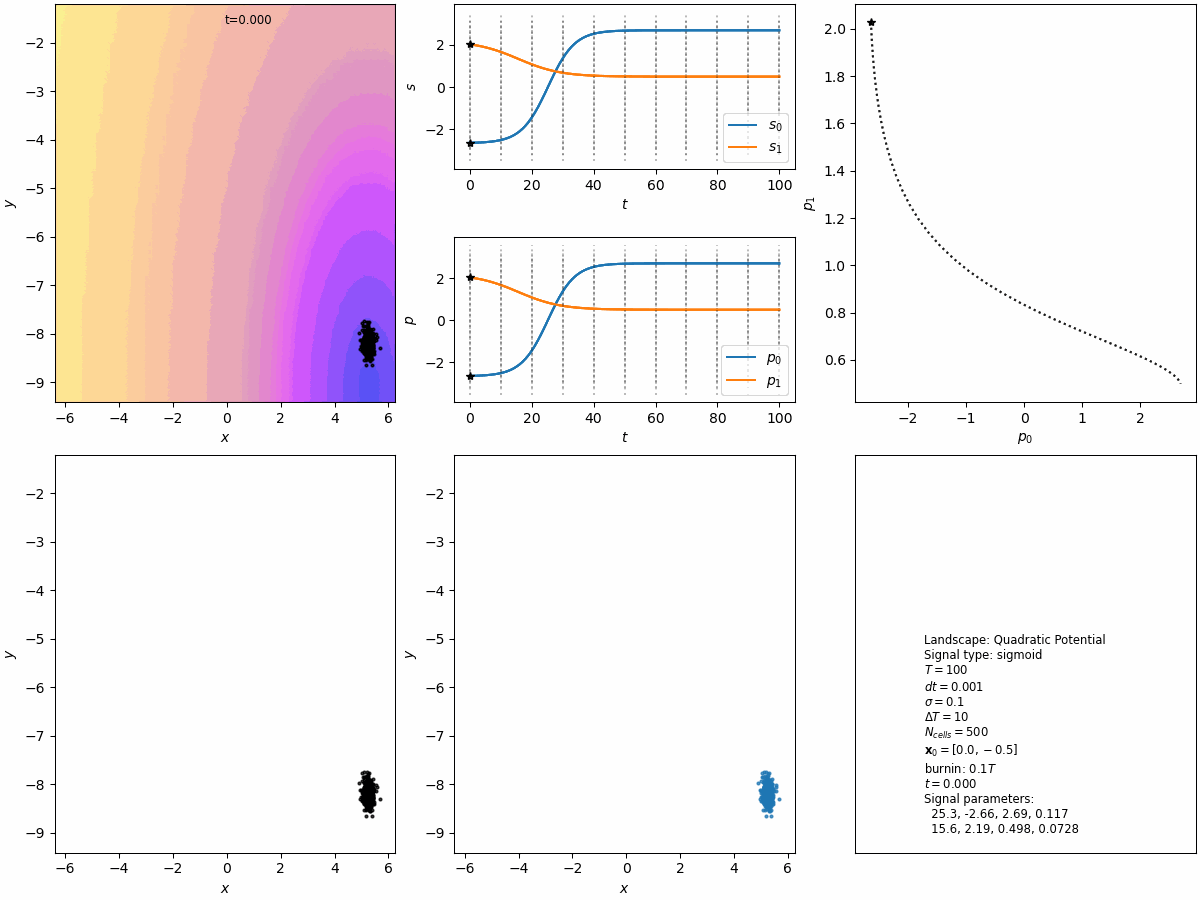 t=0.000
−2
−3
−4
−5
−6
−7
−8
−9
y
−6 −4 −2 0 2 4 6
x
2
0
−2
s
s₀
s₁
0 20 40 60 80 100
t
2
0
−2
p
p₀
p₁
0 20 40 60 80 100
t
2.0
1.8
1.6
1.4
1.2
1.0
0.8
0.6
p₁
−2 −1 0 1 2
p₀
−2
−3
−4
−5
−6
−7
−8
−9
y
−6 −4 −2 0 2 4 6
x
−2
−3
−4
−5
−6
−7
−8
−9
y
−6 −4 −2 0 2 4 6
x
Landscape: Quadratic Potential
Signal type: sigmoid
T = 100
dt = 0.001
σ = 0.1
ΔT = 10
N_cells = 500
x₀ = [0.0, −0.5]
burnin: 0.1T
t = 0.000
Signal parameters:
25.3, -2.66, 2.69, 0.117
15.6, 2.19, 0.498, 0.0728